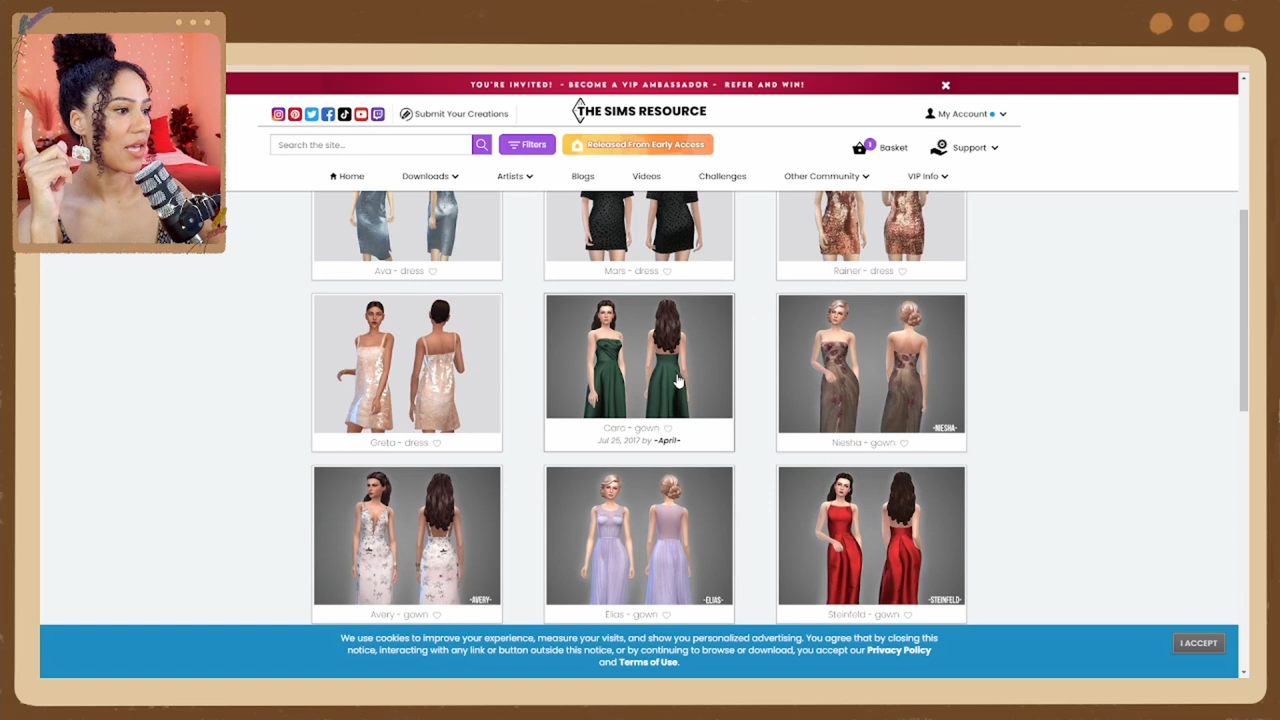 YOU'RE INVITED! - BECOME A VIP AMBASSADOR - REFER AND WIN!
Submit Your Creations
THE SIMS RESOURCE
My Account
Search the site...
Filters
Released From Early Access
1
Basket
Support
Home
Downloads
Artists
Blogs
Videos
Challenges
Other Community
VIP Info
Ava - dress
Mars - dress
Rainer - dress
-NIESHA-
Greta - dress
Caro - gown
Jul 25, 2017 by -April-
Niesha - gown
-AVERY-
-ELIAS-
-STEINFELD-
Avery - gown
Elias - gown
Steinfeld - gown
We use cookies to improve your experience, measure your visits, and show you personalized advertising. You agree that by closing this
notice, interacting with any link or button outside this notice, or by continuing to browse or download, you accept our Privacy Policy
and Terms of Use.
I ACCEPT